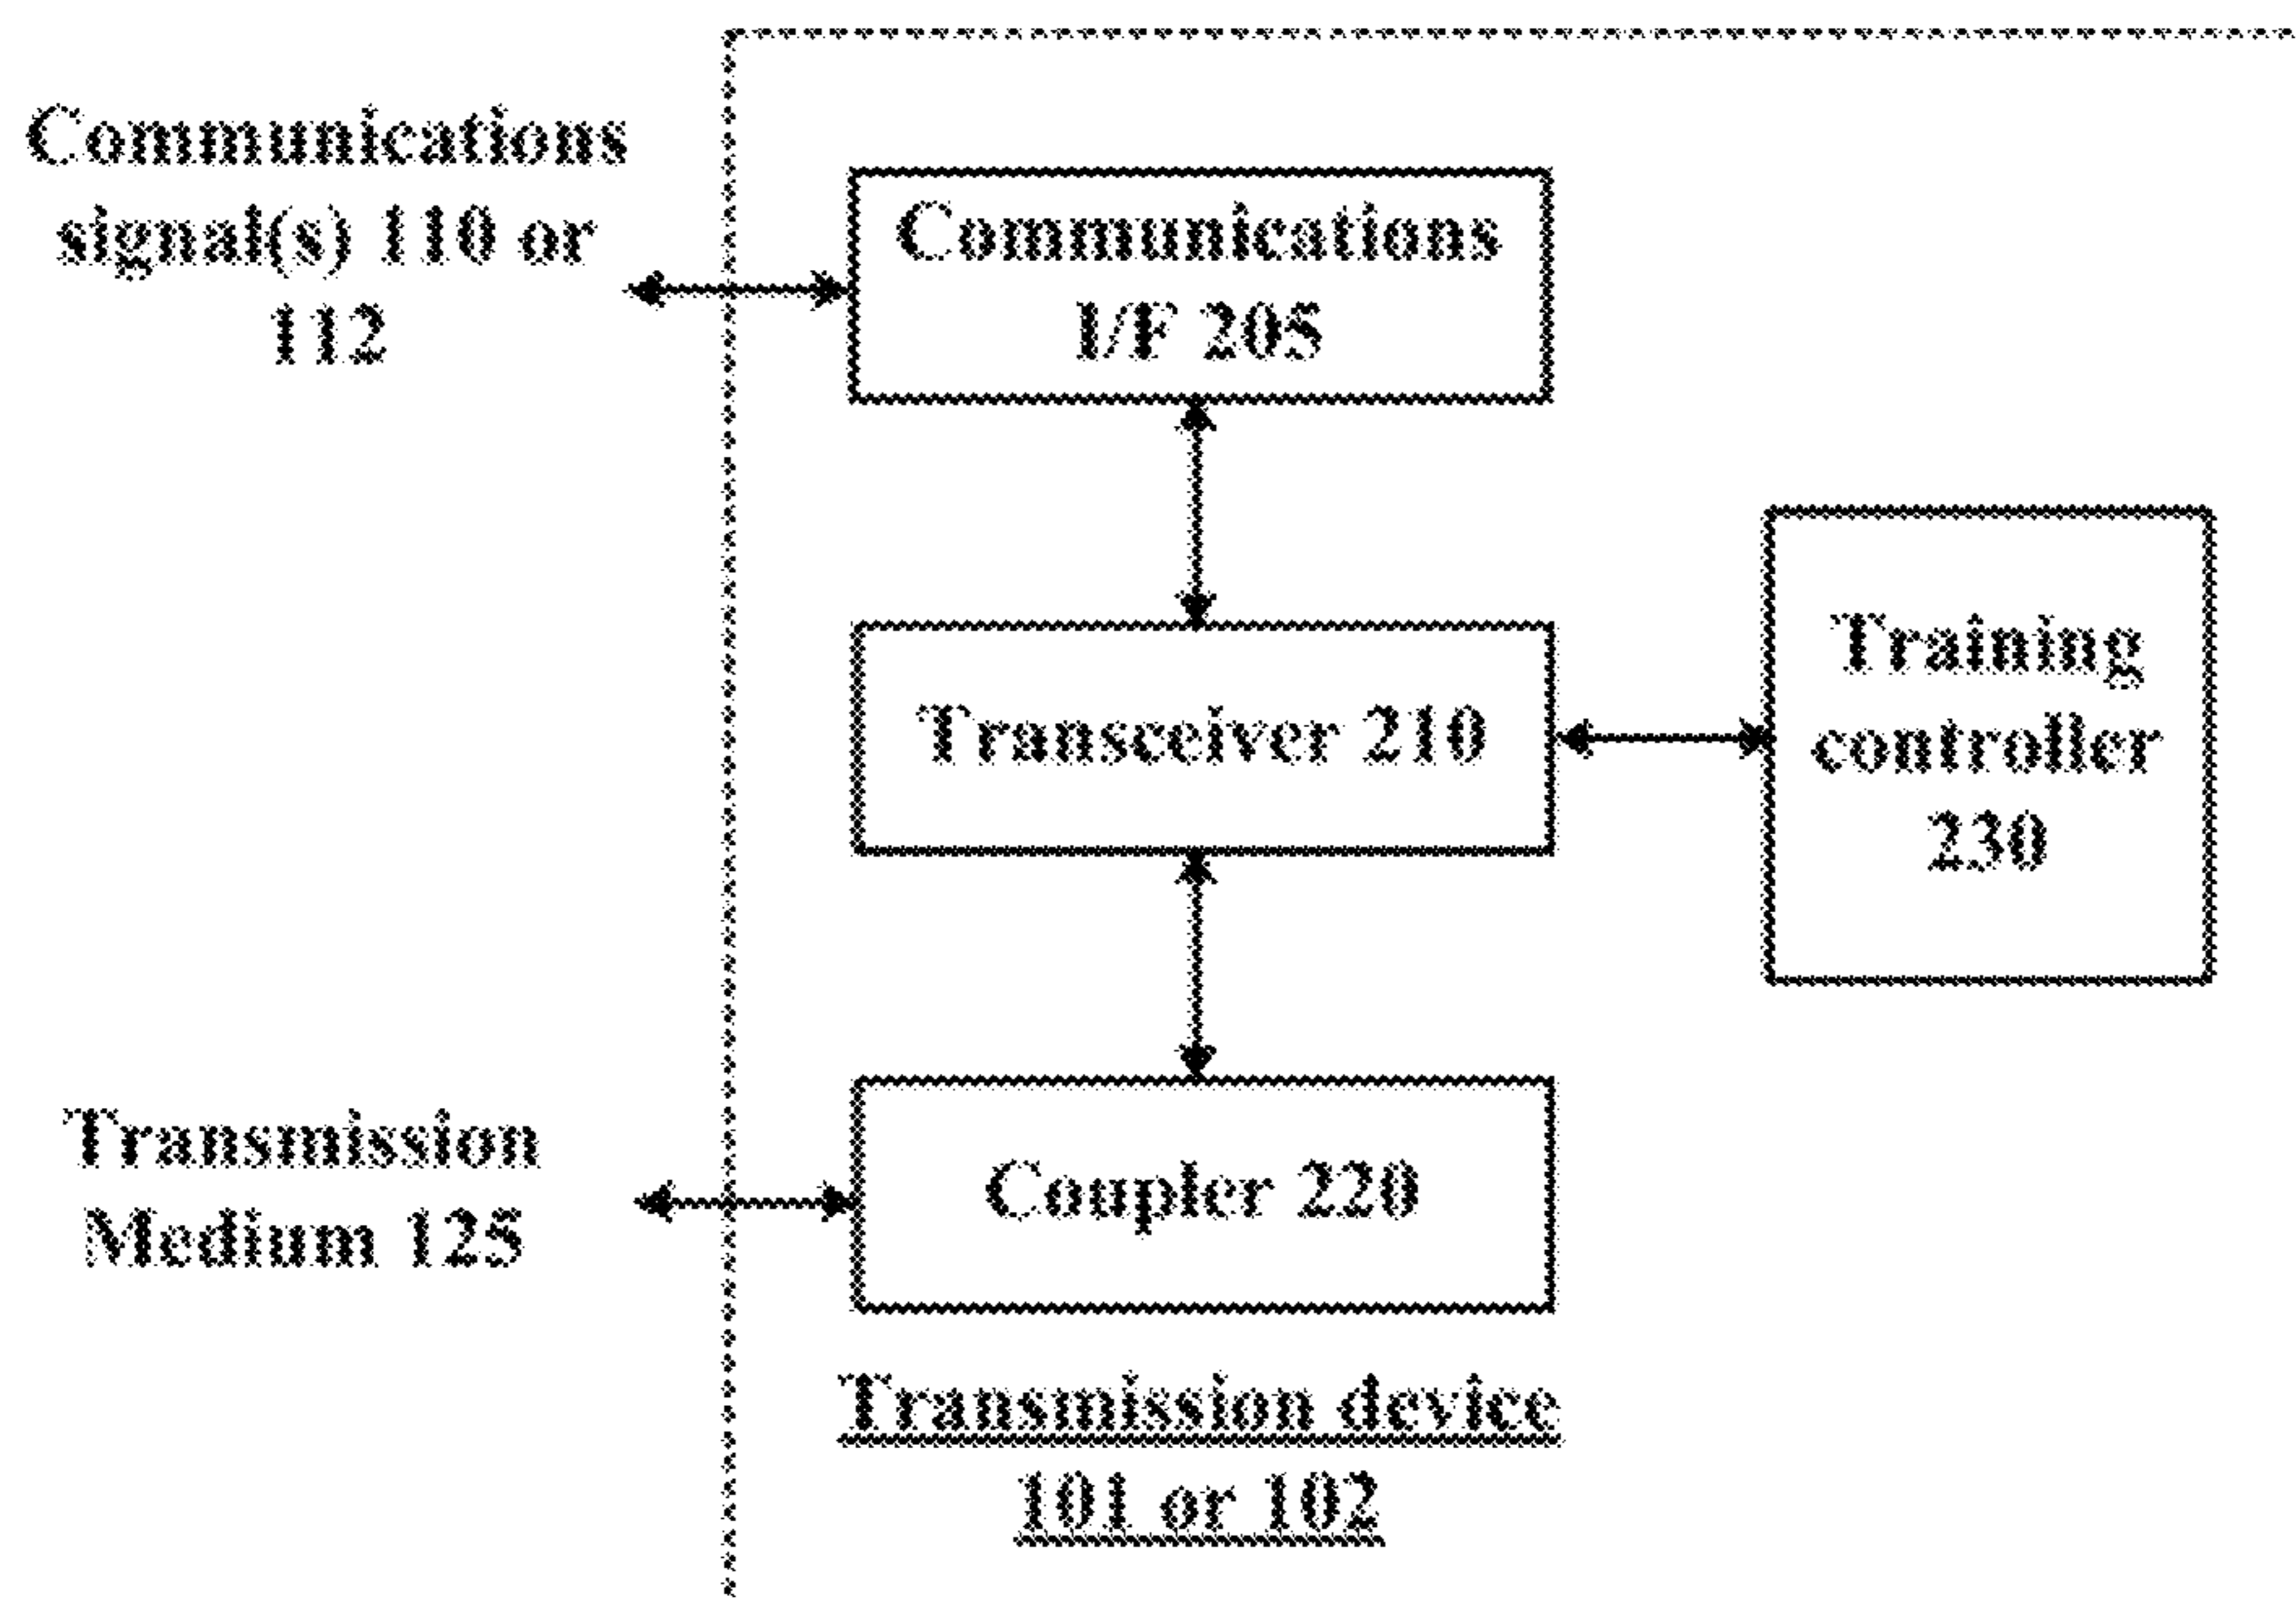 Communications
signal(s) 110 or
112
Communications
I/F 205
Transceiver 210
Training
controller
230
Transmission
Medium 125
Coupler 220
Transmission device
101 or 102